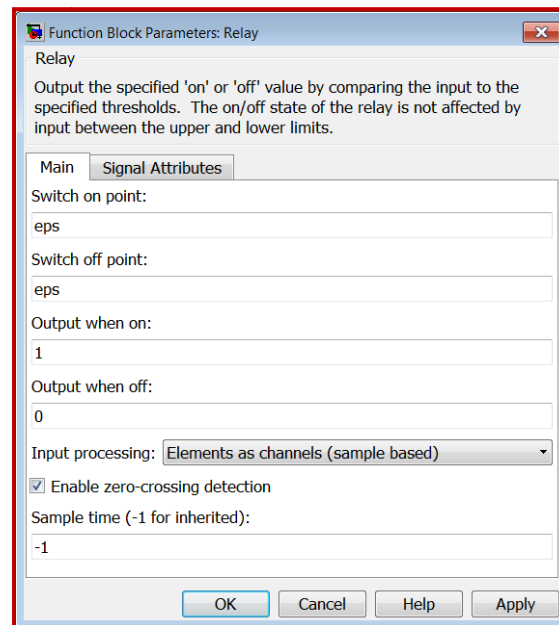 Function Block Parameters: Relay
Relay
Output the specified 'on' or 'off' value by comparing the input to the
specified thresholds.  The on/off state of the relay is not affected by
input between the upper and lower limits.
Main Signal Attributes
Switch on point:
eps
Switch off point:
eps
Output when on:
1
Output when off:
0
Input processing: Elements as channels (sample based)
Enable zero-crossing detection
Sample time (-1 for inherited):
-1
OK Cancel Help Apply